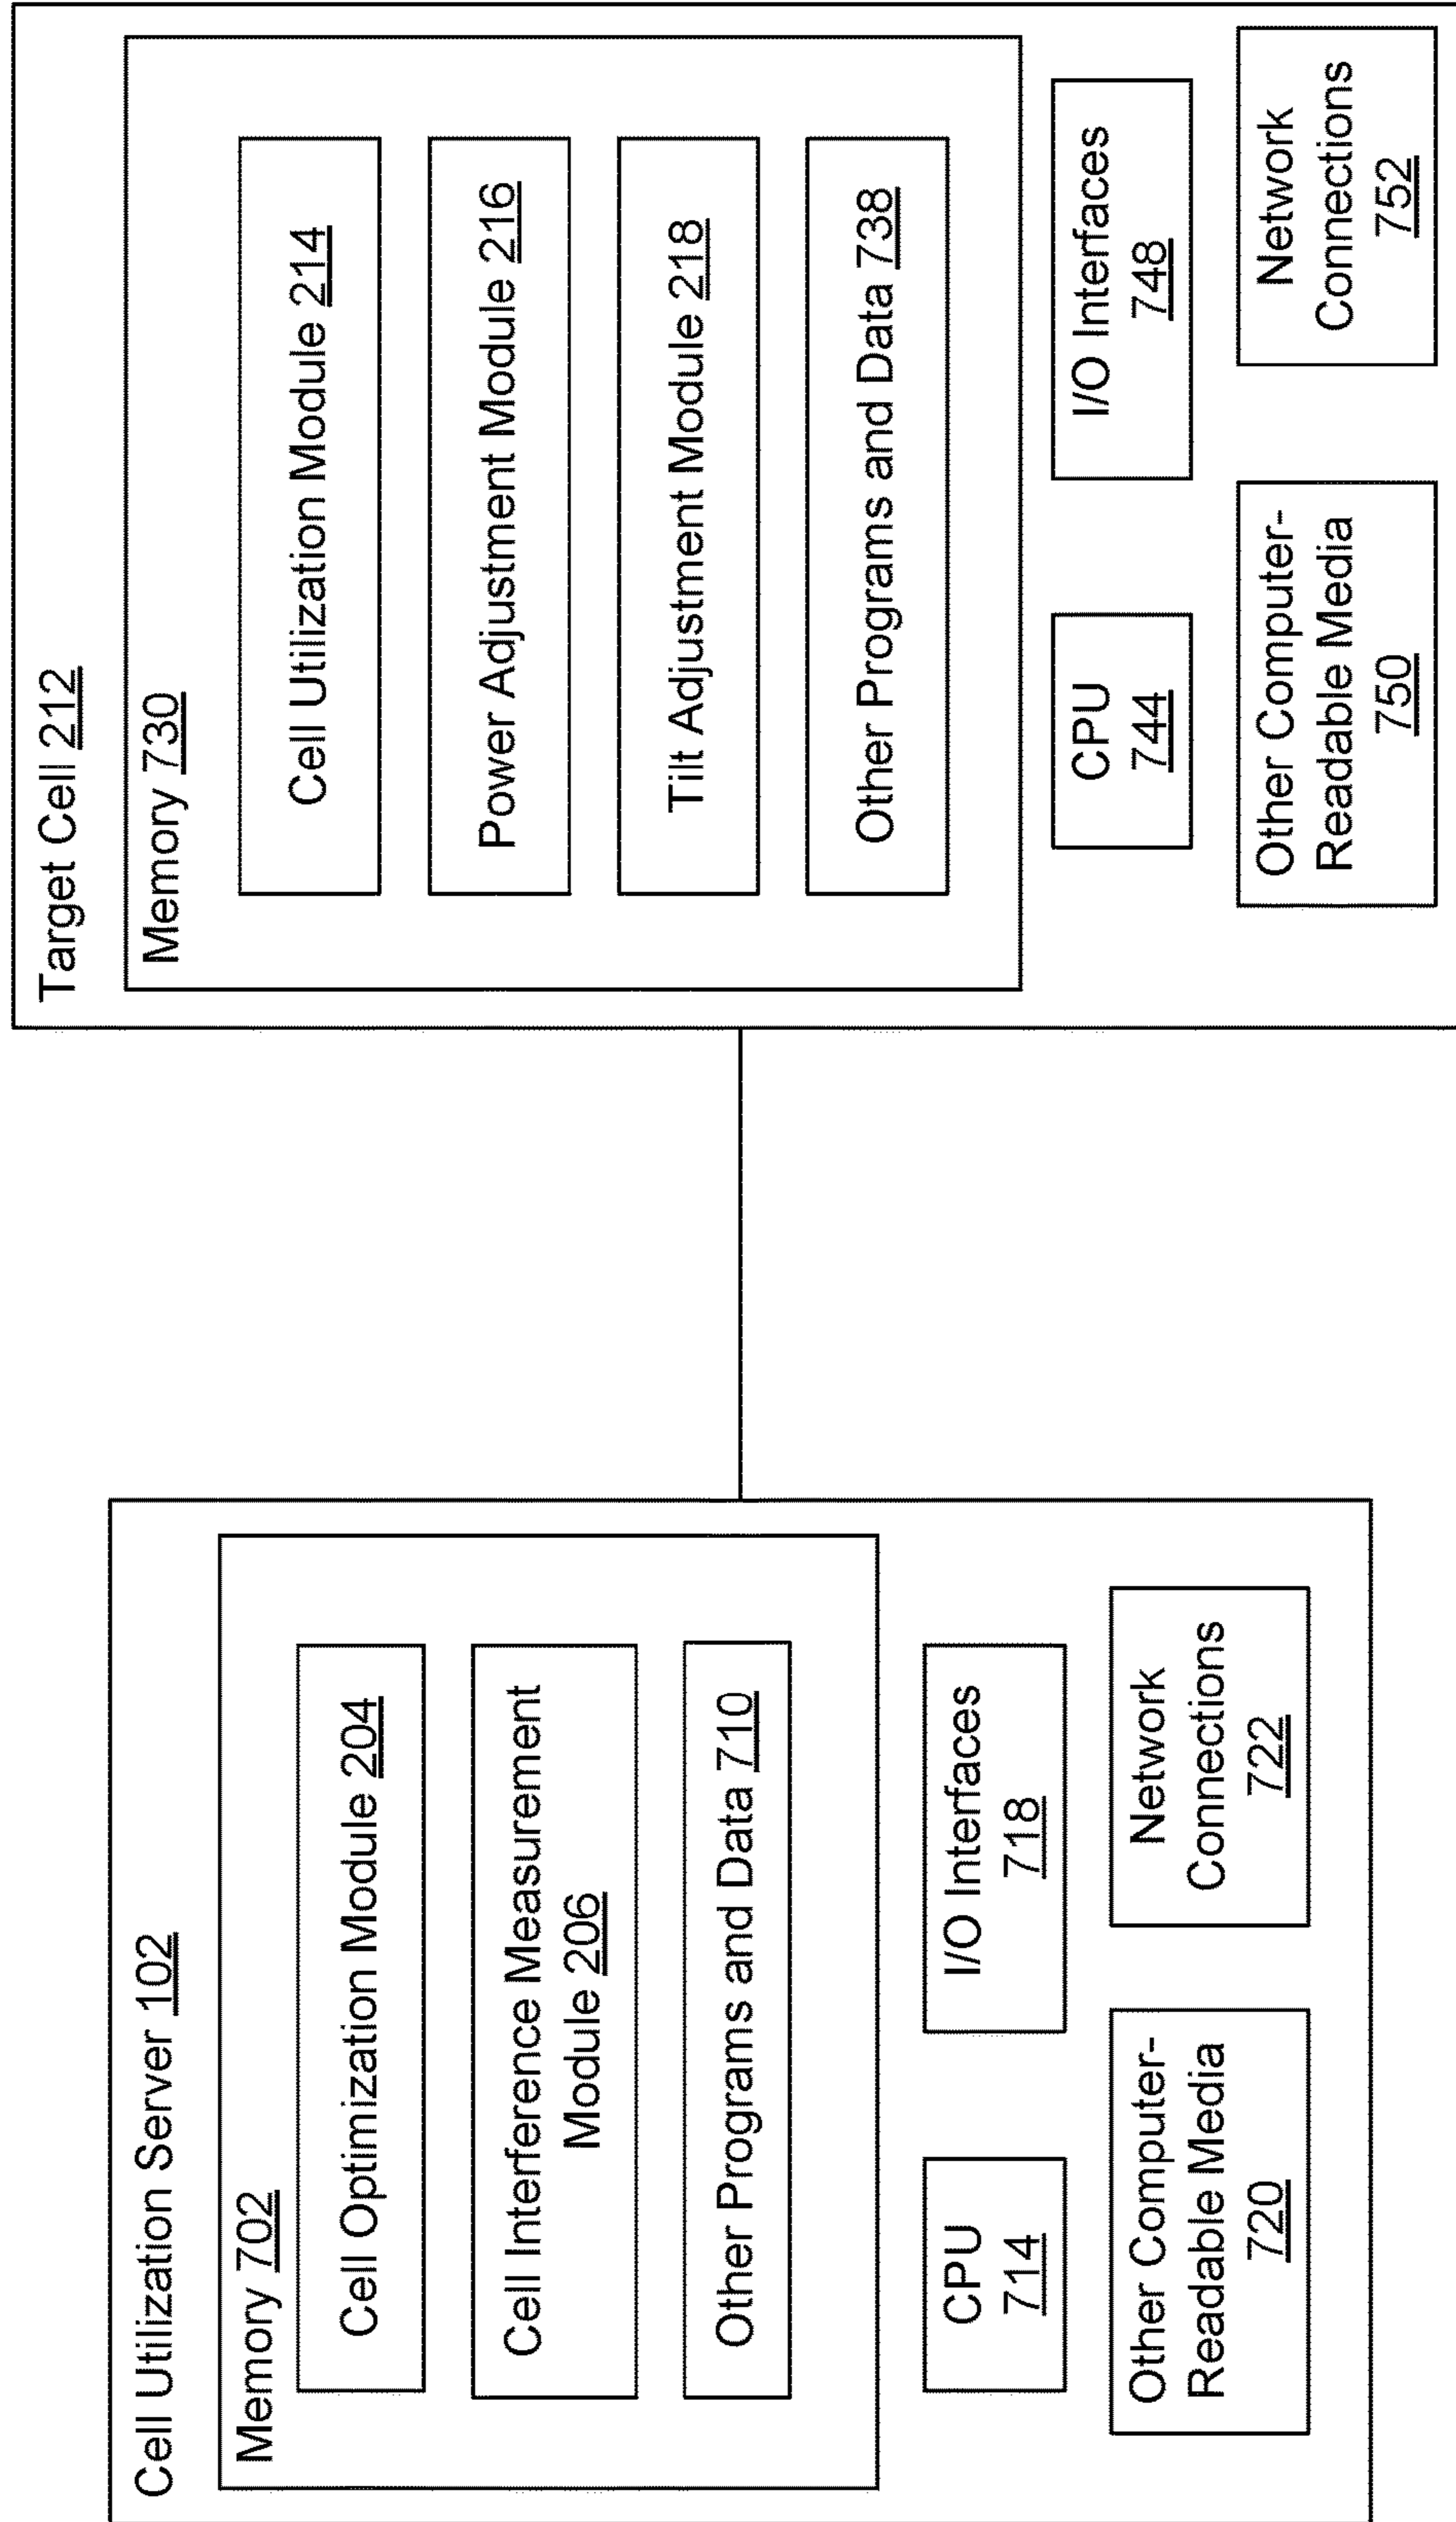 Cell Utilization Server 102
Memory 702
Cell Optimization Module 204
Cell Interference Measurement
Module 206
Other Programs and Data 710
CPU
714
I/O Interfaces
718
Other Computer-
Readable Media
720
Network
Connections
722
Target Cell 212
Memory 730
Cell Utilization Module 214
Power Adjustment Module 216
Tilt Adjustment Module 218
Other Programs and Data 738
CPU
744
I/O Interfaces
748
Other Computer-
Readable Media
750
Network
Connections
752